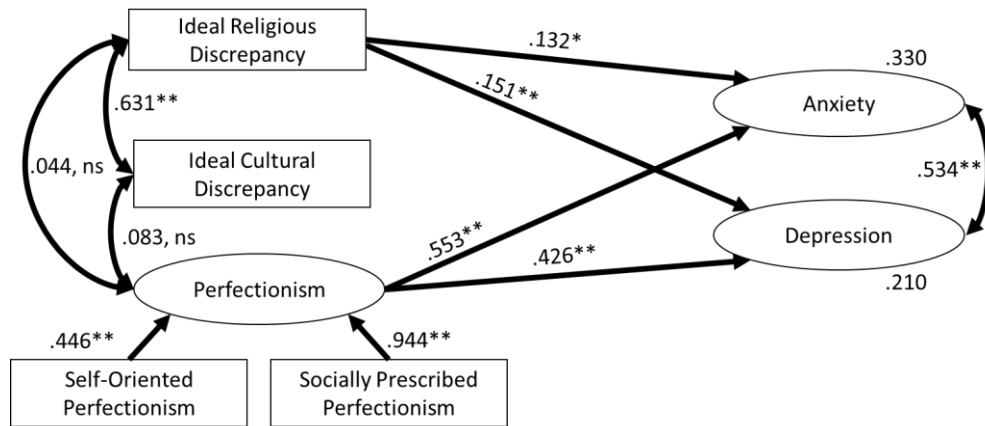 Ideal Religious
Discrepancy
.132*
.330
Anxiety
.631**
.151**
.044, ns
Ideal Cultural
Discrepancy
.534**
.083, ns
.553**
Depression
.426**
Perfectionism
.210
.446**
.944**
Self-Oriented
Perfectionism
Socially Prescribed
Perfectionism